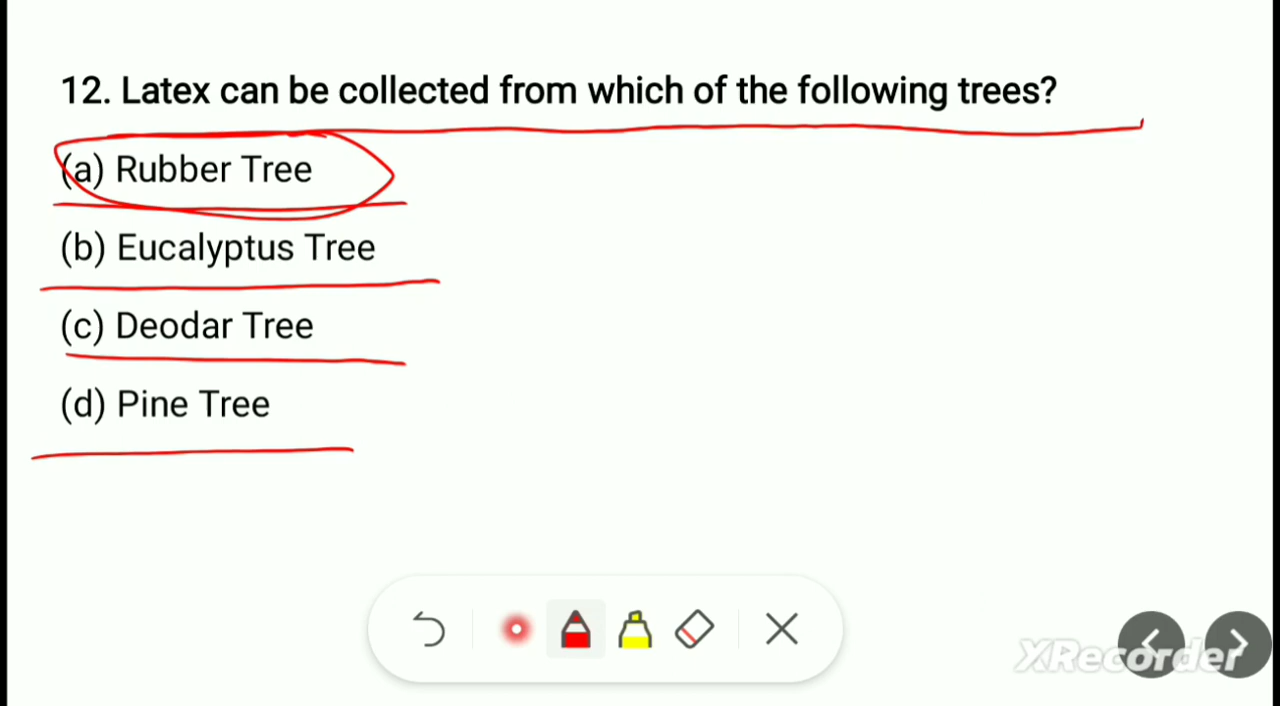 12. Latex can be collected from which of the following trees?
(a) Rubber Tree
(b) Eucalyptus Tree
(c) Deodar Tree
(d) Pine Tree
XRecorder